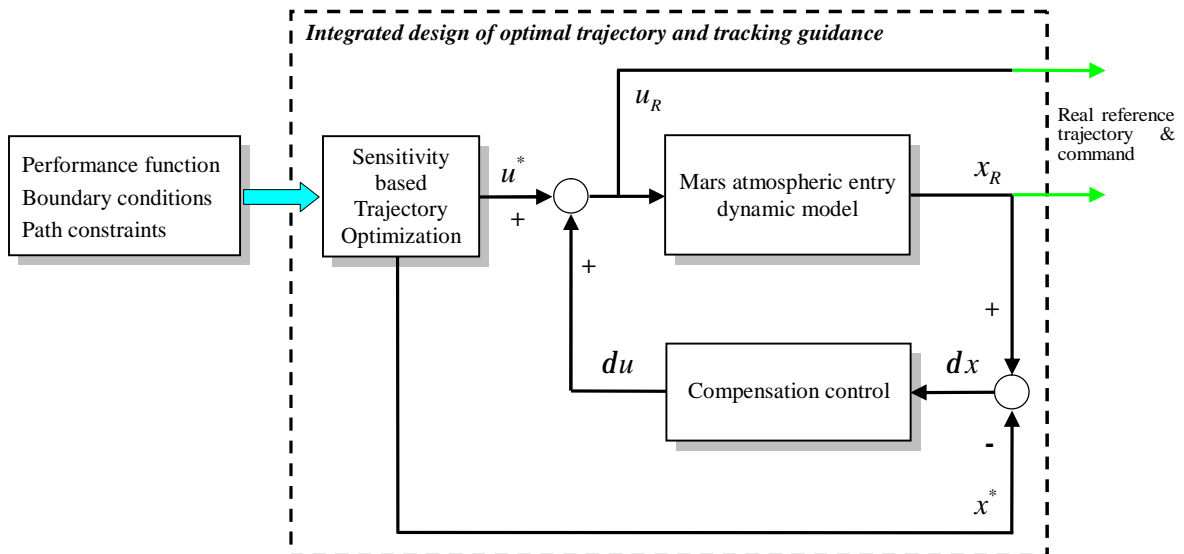 Integrated design of optimal trajectory and tracking guidance
u_R
Real reference
trajectory &
command
Performance function
Boundary conditions
Path constraints
Sensitivity
based
Trajectory
Optimization
u*
+
Mars atmospheric entry
dynamic model
x_R
+
+
du
Compensation control
dx
-
x*